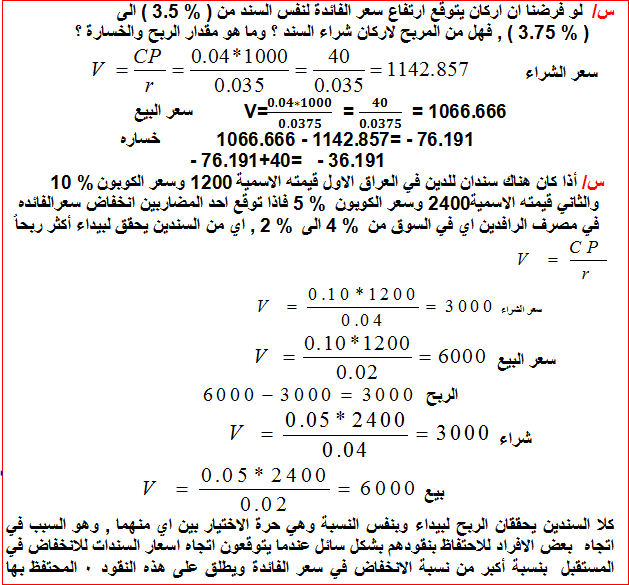 س/ لو فرضنا ان اركان يتوقع ارتفاع سعر الفائدة لنفس السند من ( % 3.5 ) الى
( % 3.75 ) , فهل من المربح لاركان شراء السند ؟ وما هو مقدار الربح والخسارة ؟
V = CP/r = 0.04*1000/0.035 = 40/0.035 = 1142.857 سعر الشراء
V=0.04*1000/0.0375 = 40/0.0375 = 1066.666 سعر البيع
1066.666 - 1142.857= - 76.191 خساره
- 76.191+40= - 36.191
س/ أذا كان هناك سندان للدين في العراق الاول قيمته الاسمية 1200 وسعر الكوبون % 10
والثاني قيمته الاسمية2400 وسعر الكوبون % 5 فاذا توقع احد المضاربين انخفاض سعرالفائده
في مصرف الرافدين اي في السوق من % 4 الى % 2 , اي من السندين يحقق لبيداء أكثر ربحاً
V = CP/r
V = 0.10*1200/0.04 = 3000 سعر الشراء
V = 0.10*1200/0.02 = 6000 سعر البيع
6000 − 3000 = 3000 الربح
V = 0.05*2400/0.04 = 3000 شراء
V = 0.05*2400/0.02 = 6000 بيع
كلا السندين يحققان الربح لبيداء وبنفس النسبة وهي حرة الاختيار بين اي منهما , وهو السبب في
اتجاه بعض الافراد للاحتفاظ بنقودهم بشكل سائل عندما يتوقعون اتجاه اسعار السندات للانخفاض في
المستقبل بنسبة أكبر من نسبة الانخفاض في سعر الفائدة ويطلق على هذه النقود ٠ المحتفظ بها